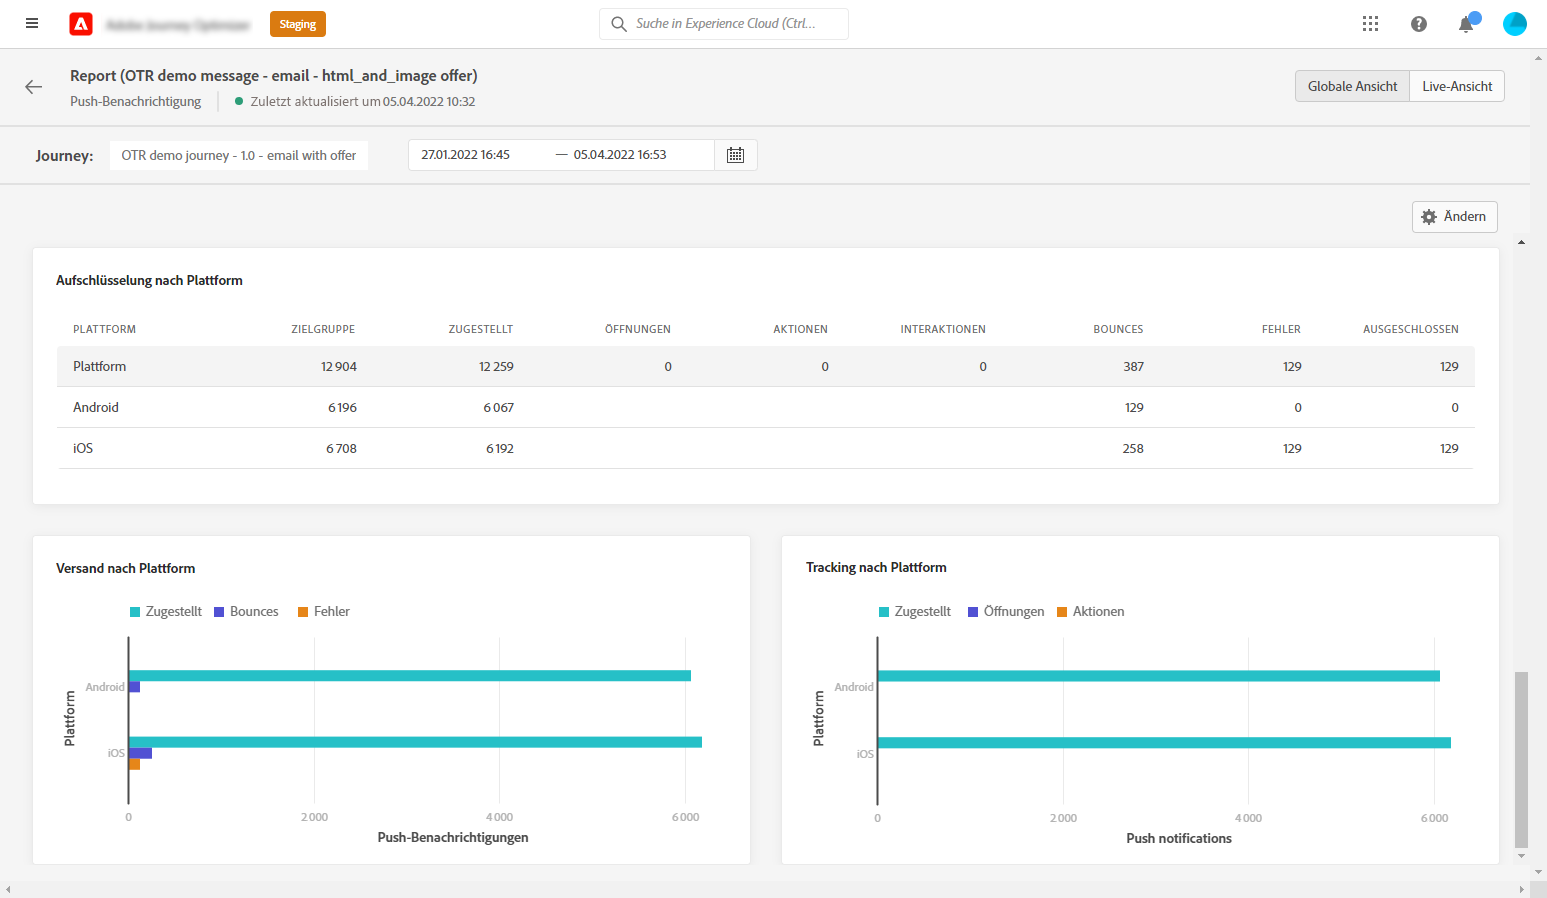 Staging
Suche in Experience Cloud (Ctrl...
Report (OTR demo message - email - html_and_image offer)
Push-Benachrichtigung
Zuletzt aktualisiert um 05.04.2022 10:32
Globale Ansicht
Live-Ansicht
Journey:
OTR demo journey - 1.0 - email with offer
27.01.2022 16:45 — 05.04.2022 16:53
Ändern
Aufschlüsselung nach Plattform
PLATTFORM ZIELGRUPPE ZUGESTELLT ÖFFNUNGEN AKTIONEN INTERAKTIONEN BOUNCES FEHLER AUSGESCHLOSSEN
Plattform 12 904 12 259 0 0 0 387 129 129
Android 6 196 6 067 129 0 0
iOS 6 708 6 192 258 129 129
Versand nach Plattform
Zugestellt Bounces Fehler
Plattform
Android
iOS
0 2 000 4 000 6 000
Push-Benachrichtigungen
Tracking nach Plattform
Zugestellt Öffnungen Aktionen
Plattform
Android
iOS
0 2 000 4 000 6 000
Push notifications